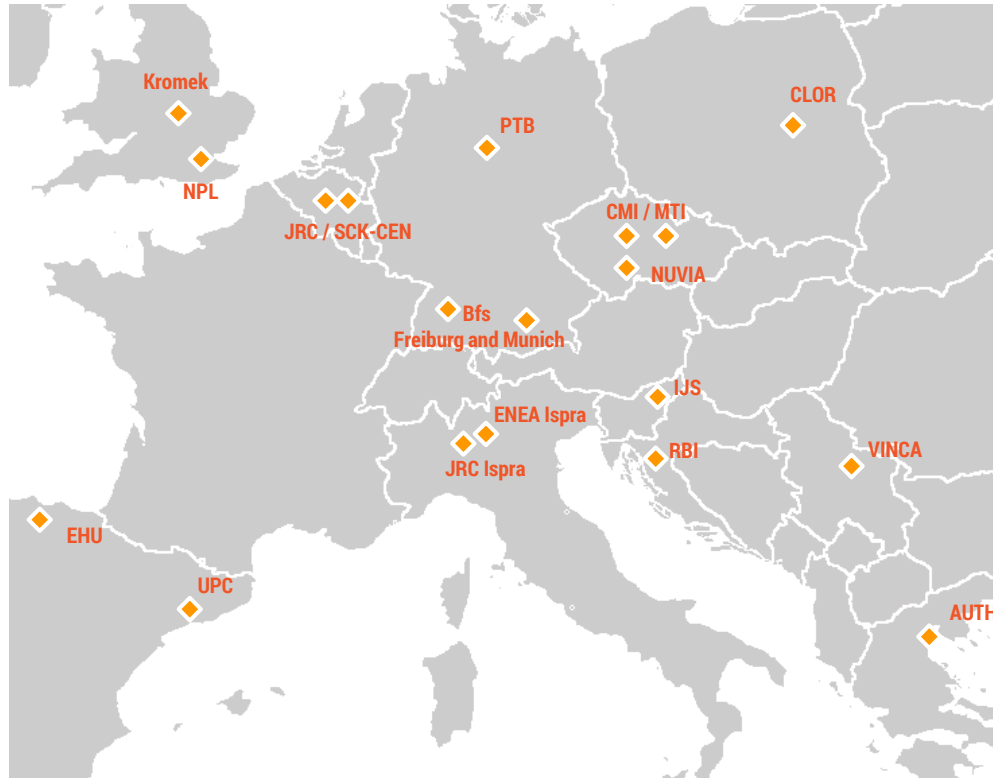 Kromek
CLOR
PTB
NPL
CMI / MTI
JRC / SCK-CEN
NUVIA
Bfs
Freiburg and Munich
IJS
ENEA Ispra
RBI
VINCA
JRC Ispra
EHU
UPC
AUTH